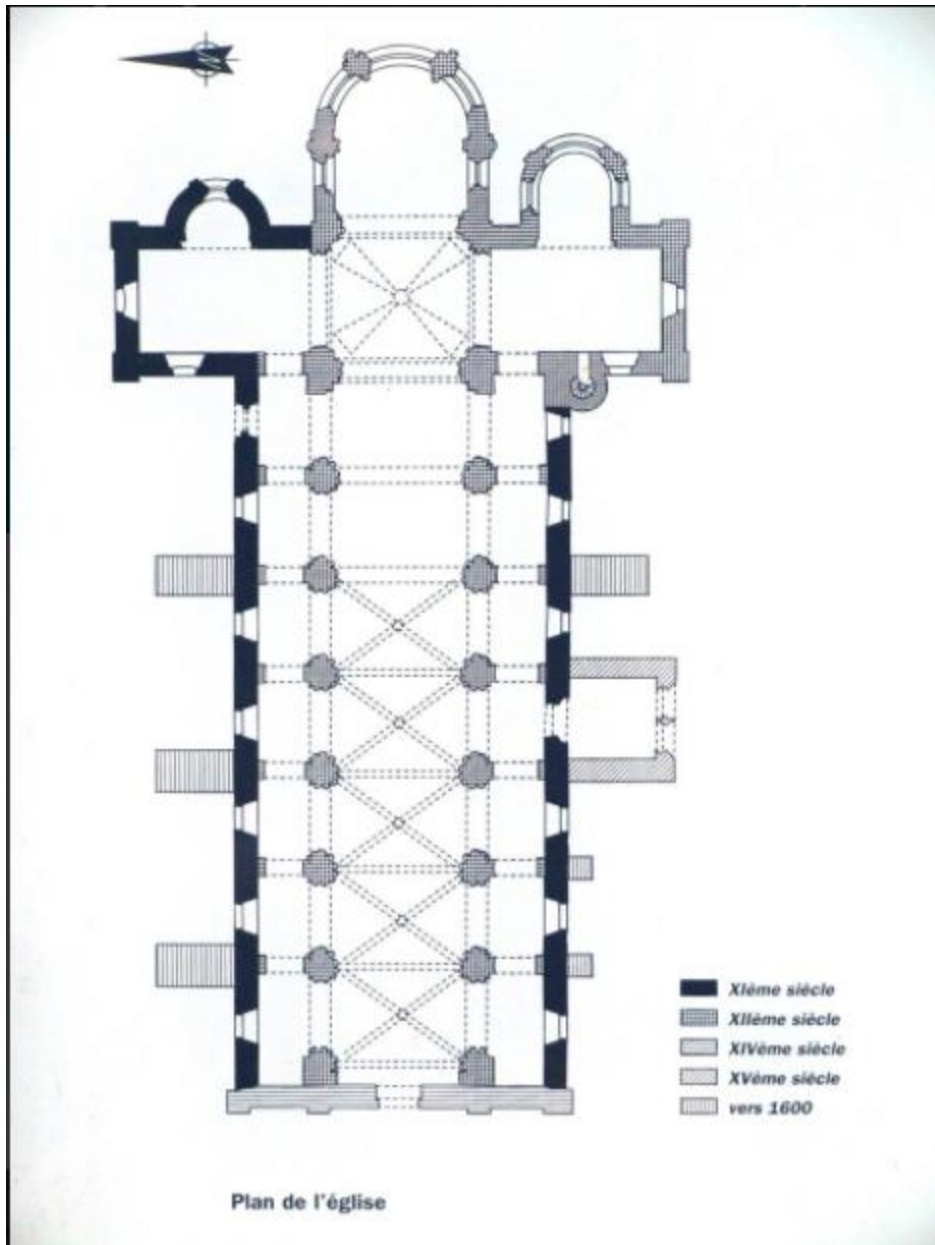 N
XIème siècle
XIIème siècle
XIVème siècle
XVème siècle
vers 1600
Plan de l'église